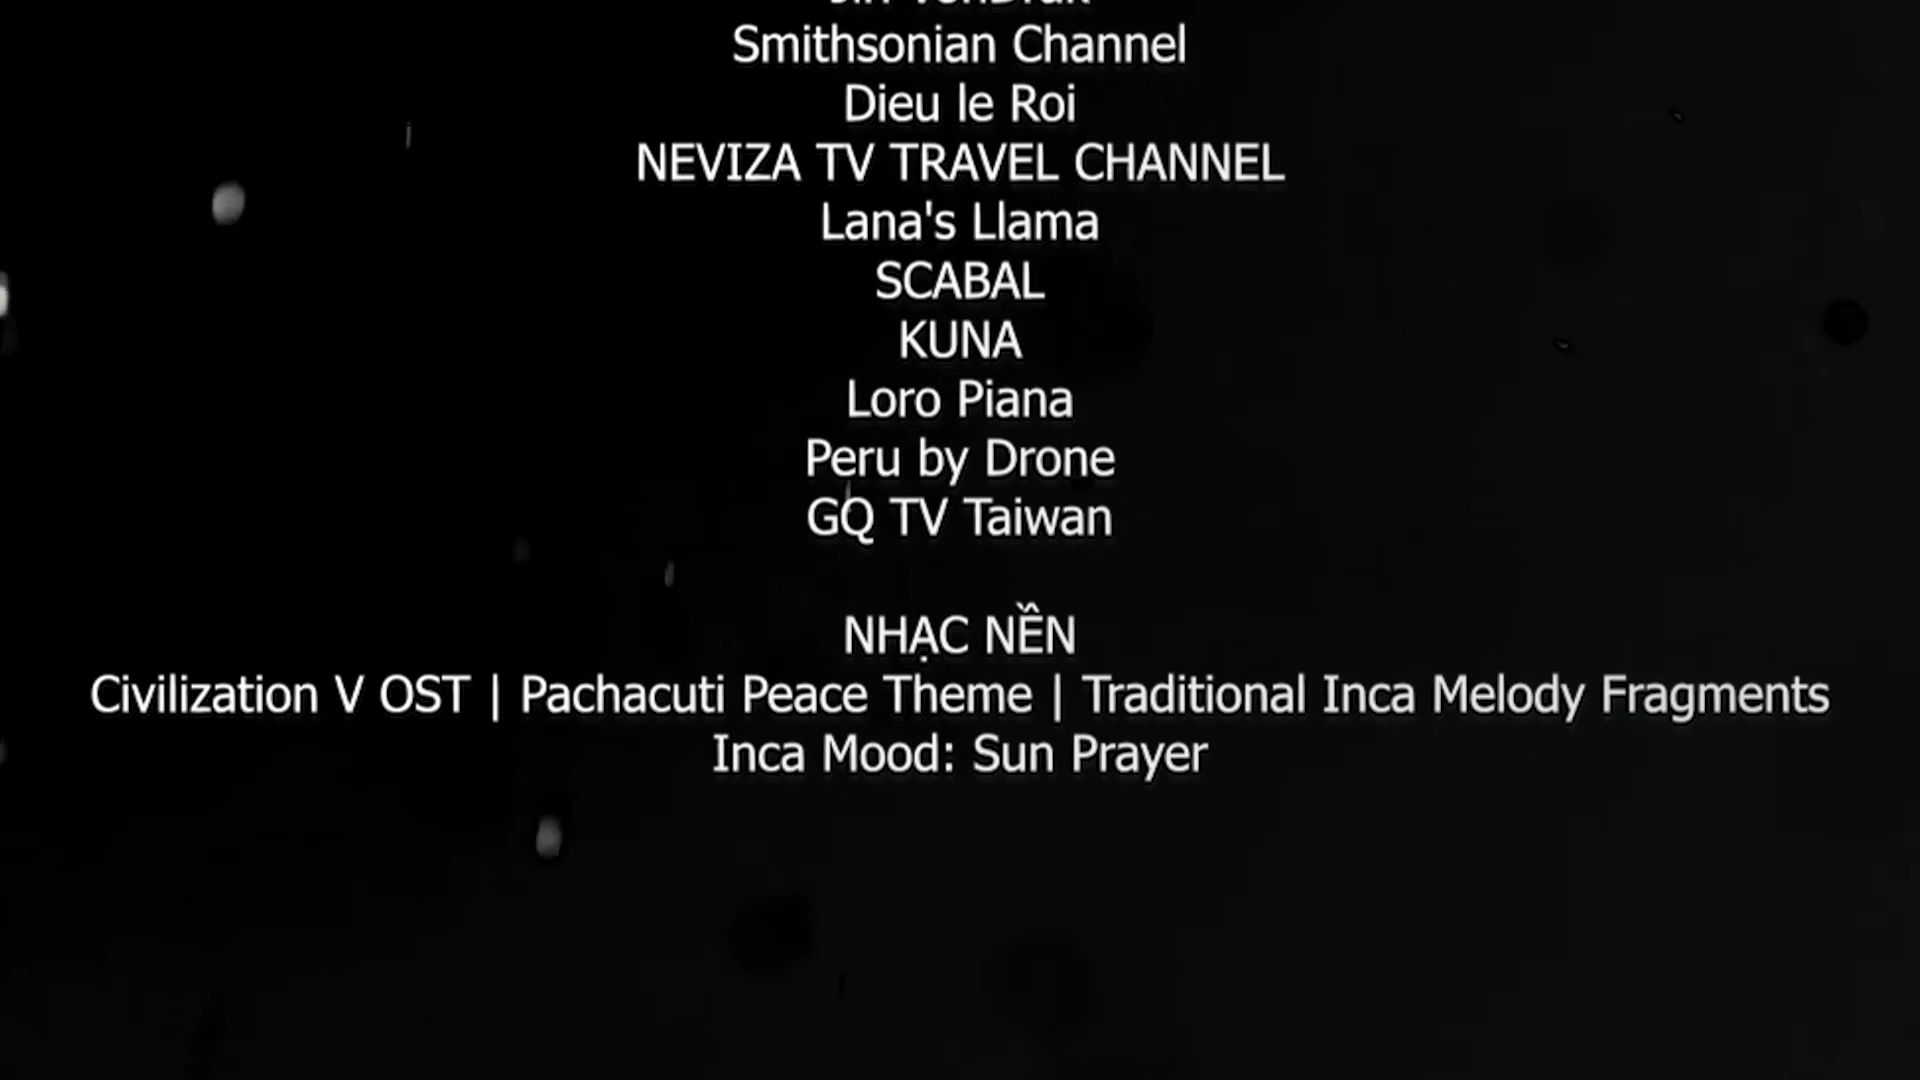 Smithsonian Channel
Dieu le Roi
NEVIZA TV TRAVEL CHANNEL
Lana's Llama
SCABAL
KUNA
Loro Piana
Peru by Drone
GQ TV Taiwan
NHẠC NỀN
Civilization V OST | Pachacuti Peace Theme | Traditional Inca Melody Fragments
Inca Mood: Sun Prayer